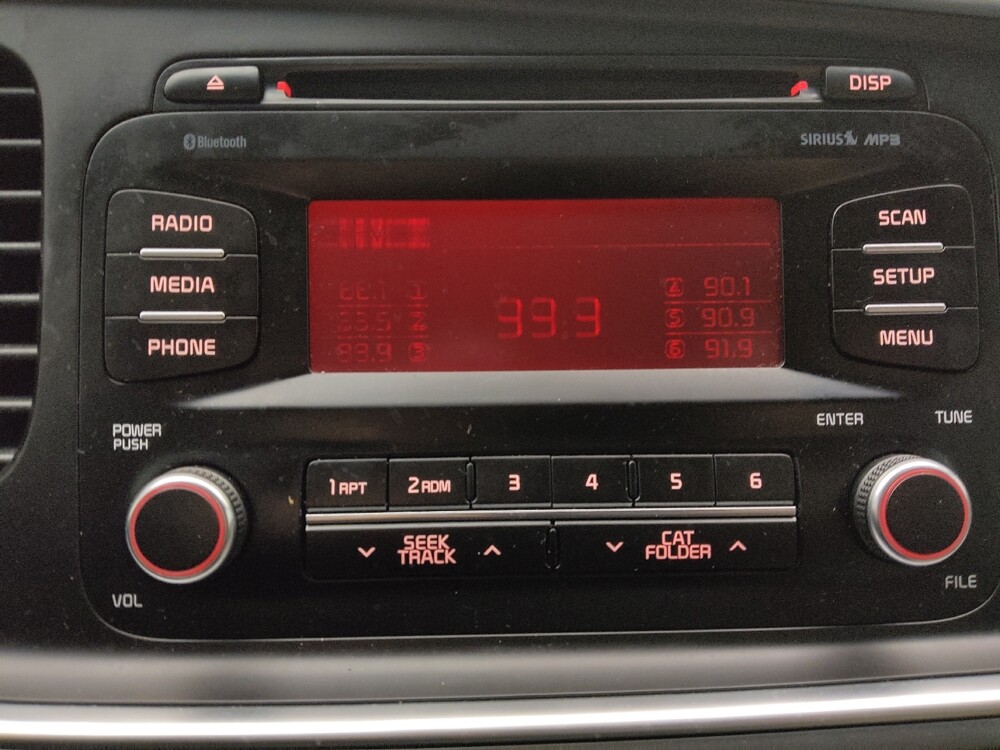 DISP
Bluetooth
SIRIUS MP3
RADIO
MEDIA
PHONE
SCAN
SETUP
MENU
4 90.1
5 90.9
89.9 3
6 91.9
POWER
PUSH
VOL
ENTER
TUNE
FILE
1 RPT
2 RDM
3
4
5
6
SEEK
TRACK
CAT
FOLDER